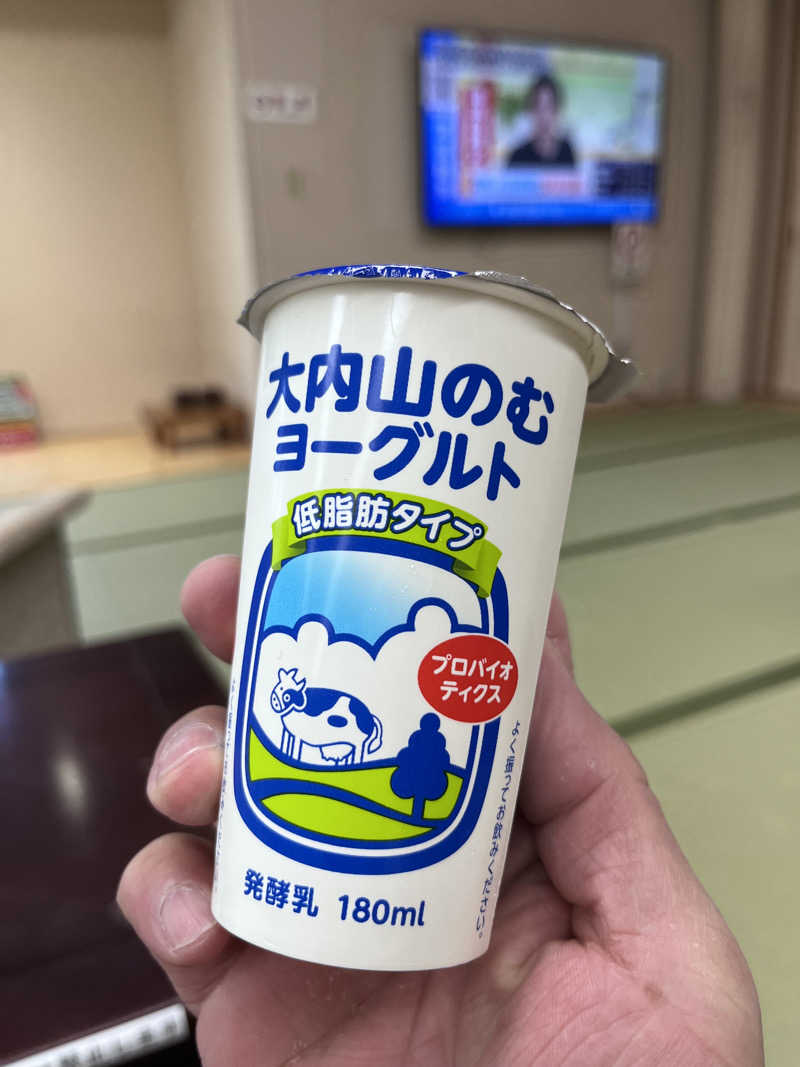 大内山のむ
ヨーグルト
低脂肪タイプ
プロバイオ
ティクス
よく振ってお飲みください。
発酵乳 180ml